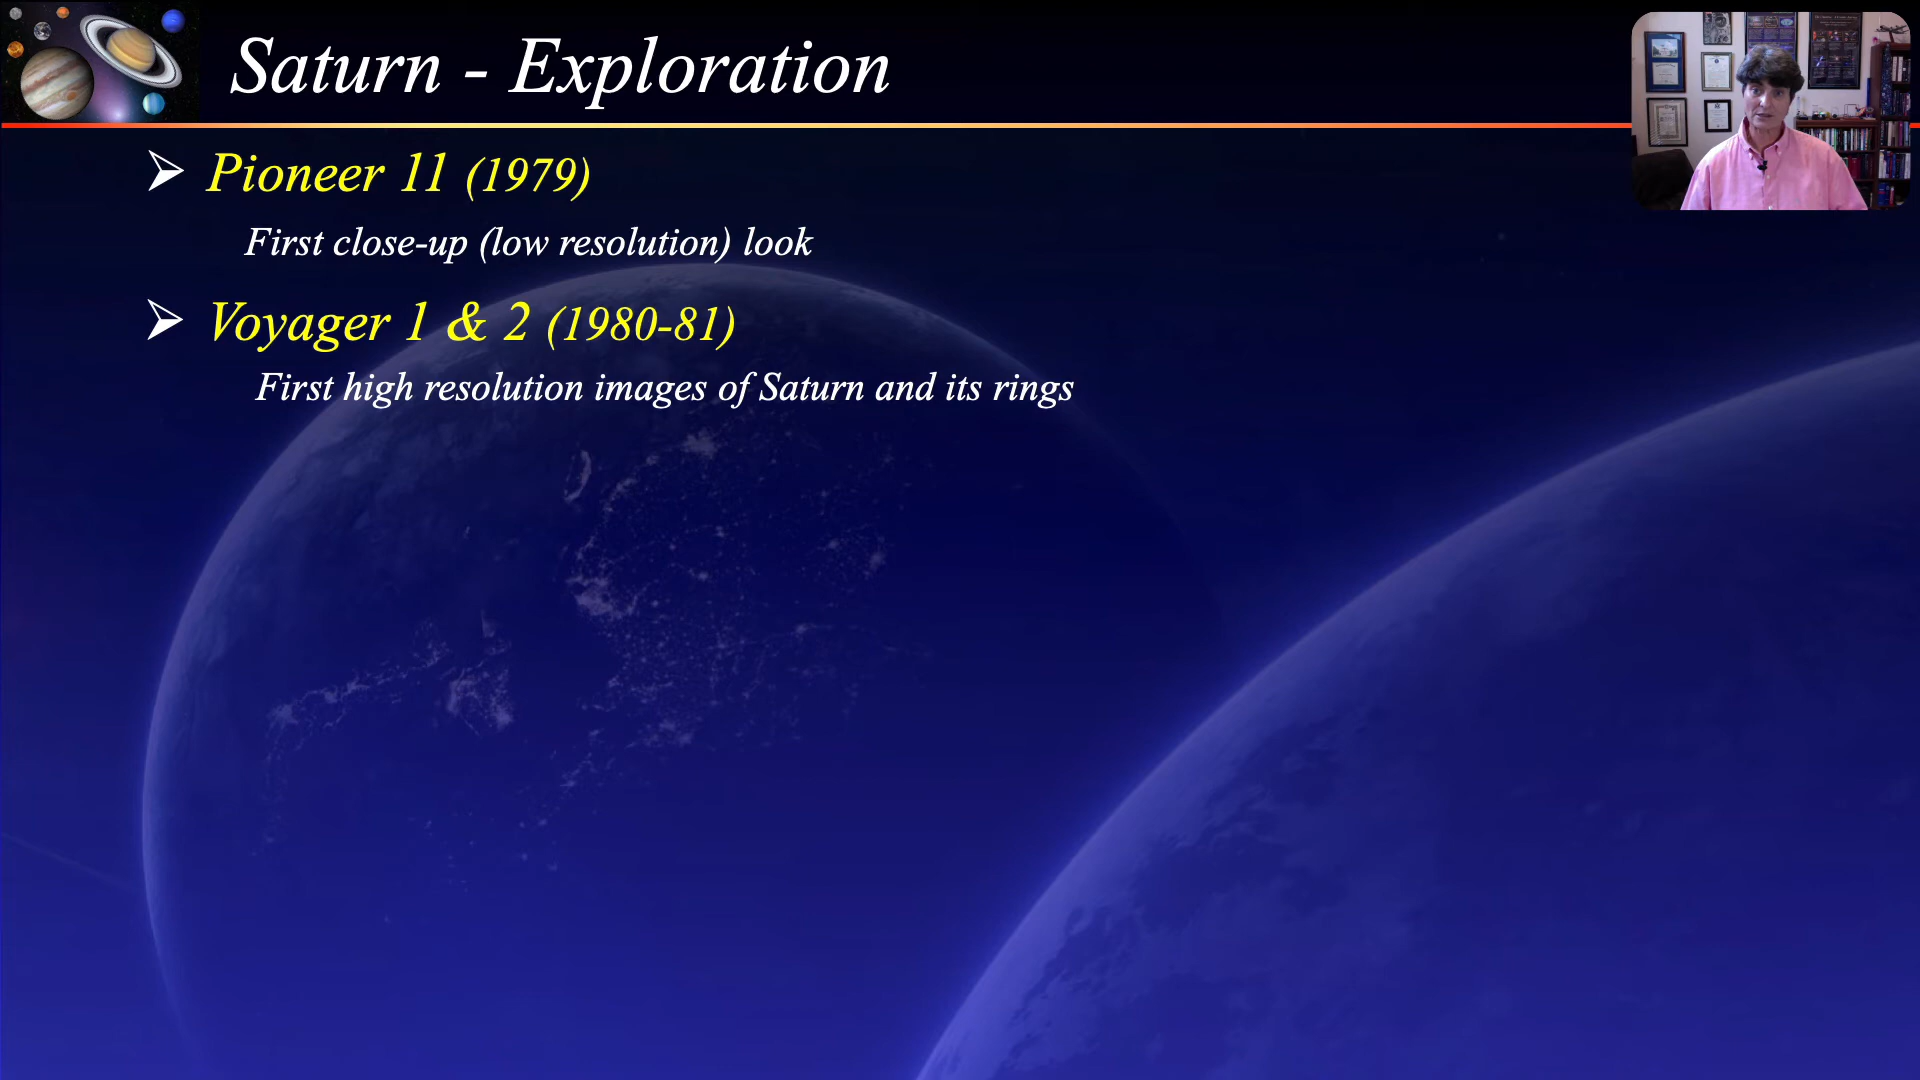 Saturn - Exploration
Pioneer 11 (1979)
First close-up (low resolution) look
Voyager 1 & 2 (1980-81)
First high resolution images of Saturn and its rings